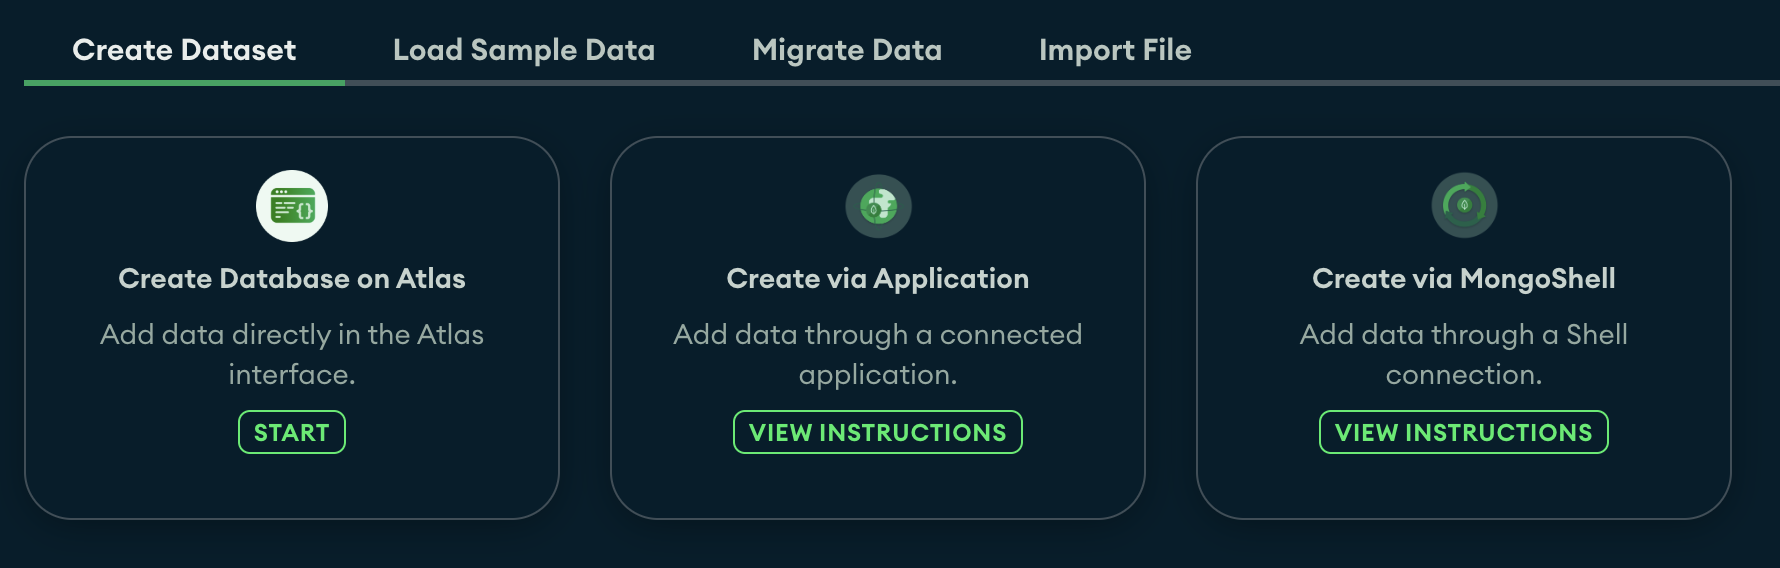 Create Dataset Load Sample Data Migrate Data Import File
Create Database on Atlas
Add data directly in the Atlas
interface.
START
Create via Application
Add data through a connected
application.
VIEW INSTRUCTIONS
Create via MongoShell
Add data through a Shell
connection.
VIEW INSTRUCTIONS